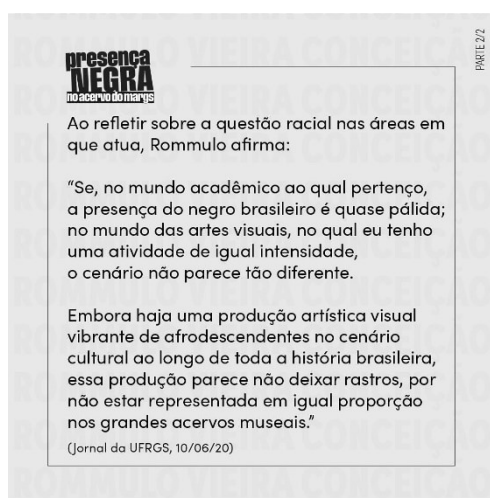 PARTE 2/2
presença
NEGRA
no acervo do margs
Ao refletir sobre a questão racial nas áreas em
que atua, Rommulo afirma:
“Se, no mundo acadêmico ao qual pertenço,
a presença do negro brasileiro é quase pálida;
no mundo das artes visuais, no qual eu tenho
uma atividade de igual intensidade,
o cenário não parece tão diferente.
Embora haja uma produção artística visual
vibrante de afrodescendentes no cenário
cultural ao longo de toda a história brasileira,
essa produção parece não deixar rastros, por
não estar representada em igual proporção
nos grandes acervos museais.”
(Jornal da UFRGS, 10/06/20)
ROMMULO VIEIRA CONCEIÇÃO